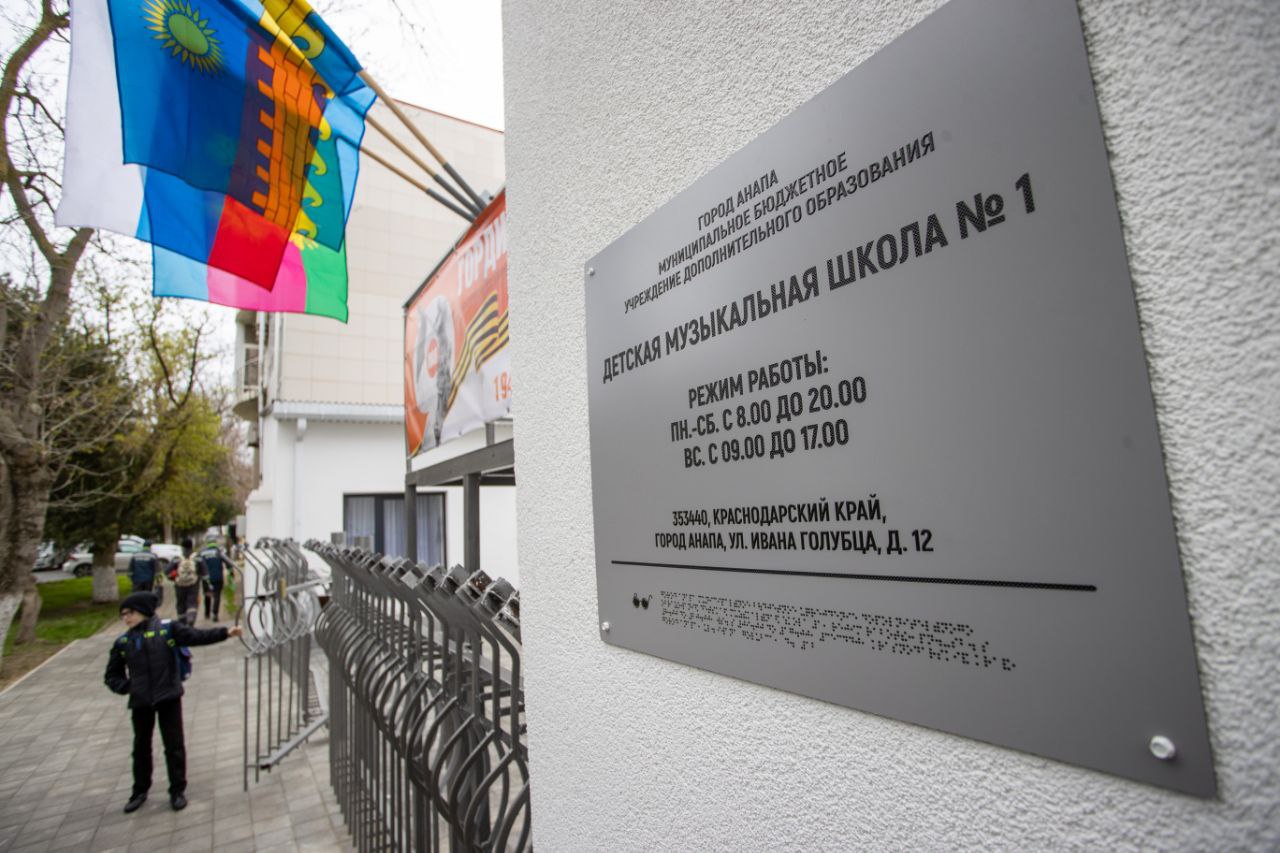 ГОРОД АНАПА
МУНИЦИПАЛЬНОЕ БЮДЖЕТНОЕ
УЧРЕЖДЕНИЕ ДОПОЛНИТЕЛЬНОГО ОБРАЗОВАНИЯ
ДЕТСКАЯ МУЗЫКАЛЬНАЯ ШКОЛА № 1
РЕЖИМ РАБОТЫ:
ПН.-СБ. С 8.00 ДО 20.00
ВС. С 09.00 ДО 17.00
353440, КРАСНОДАРСКИЙ КРАЙ,
ГОРОД АНАПА, УЛ. ИВАНА ГОЛУБЦА, Д. 12